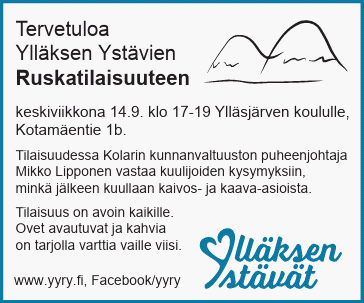 Tervetuloa
Ylläksen Ystävien
Ruskatilaisuuteen
keskiviikkona 14.9. klo 17-19 Ylläsjärven koululle,
Kotamäentie 1b.
Tilaisuudessa Kolarin kunnanvaltuuston puheenjohtaja
Mikko Lipponen vastaa kuulijoiden kysymyksiin,
minkä jälkeen kuullaan kaivos- ja kaava-asioista.
Tilaisuus on avoin kaikille.
Ovet avautuvat ja kahvia
on tarjolla varttia vaille viisi.
www.yyry.fi, Facebook/yyry
Ylläksen
Ystävät